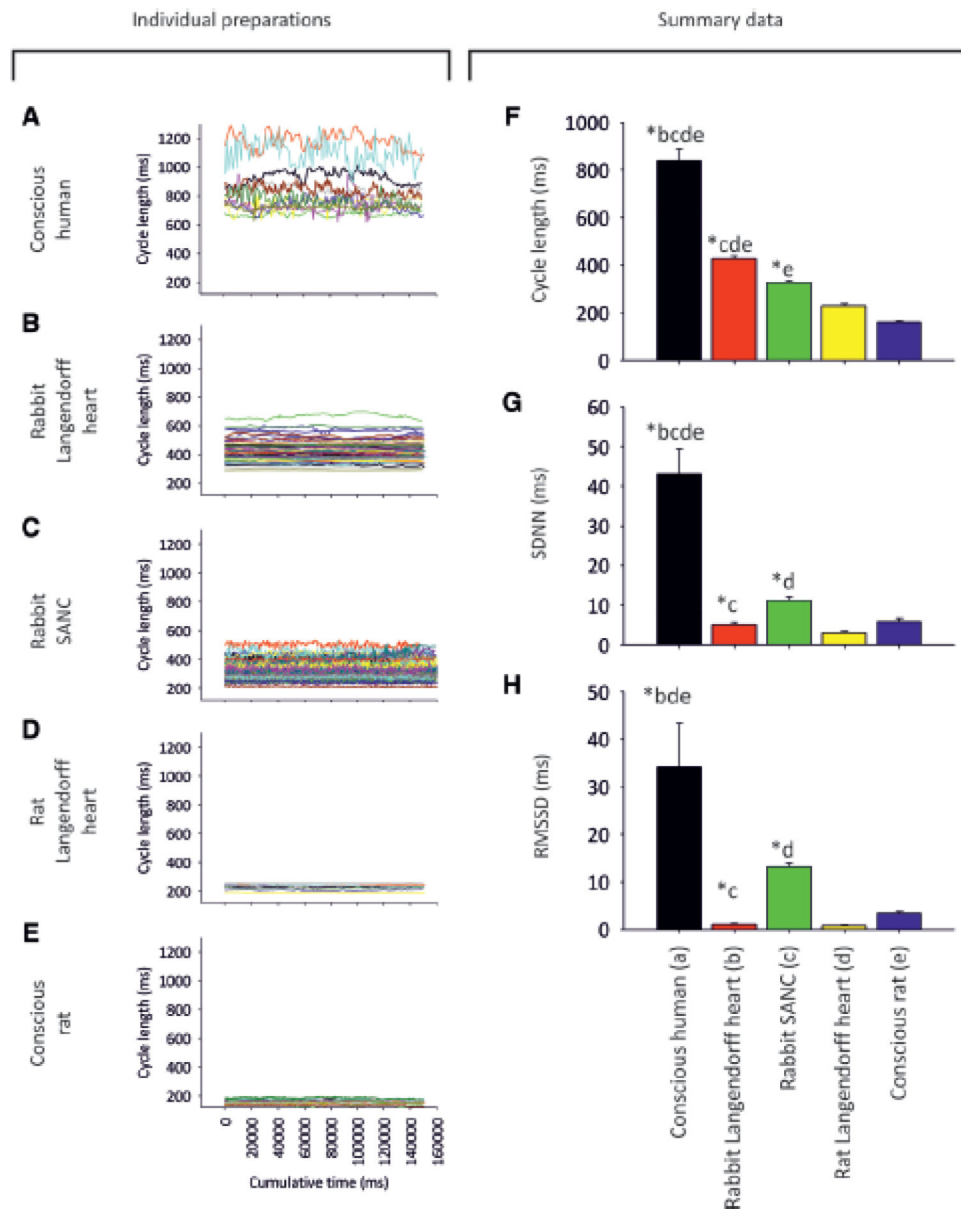 Individual preparations
Summary data
A
Conscious
human
Cycle length (ms)
1200
1000
800
600
400
200
B
Rabbit
Langendorff
heart
Cycle length (ms)
1200
1000
800
600
400
200
C
Rabbit
SANC
Cycle length (ms)
1200
1000
800
600
400
200
D
Rat
Langendorff
heart
Cycle length (ms)
1200
1000
800
600
400
200
E
Conscious
rat
Cycle length (ms)
1200
1000
800
600
400
200
0
20000
40000
60000
80000
100000
120000
140000
160000
Cumulative time (ms)
F
Cycle length (ms)
1000
800
600
400
200
0
*bcde
*cde
*e
G
SDNN (ms)
60
50
40
30
20
10
0
*bcde
*c
*d
H
RMSSD (ms)
50
40
30
20
10
0
*bde
*c
*d
Conscious human (a)
Rabbit Langendorff heart (b)
Rabbit SANC (c)
Rat Langendorff heart (d)
Conscious rat (e)